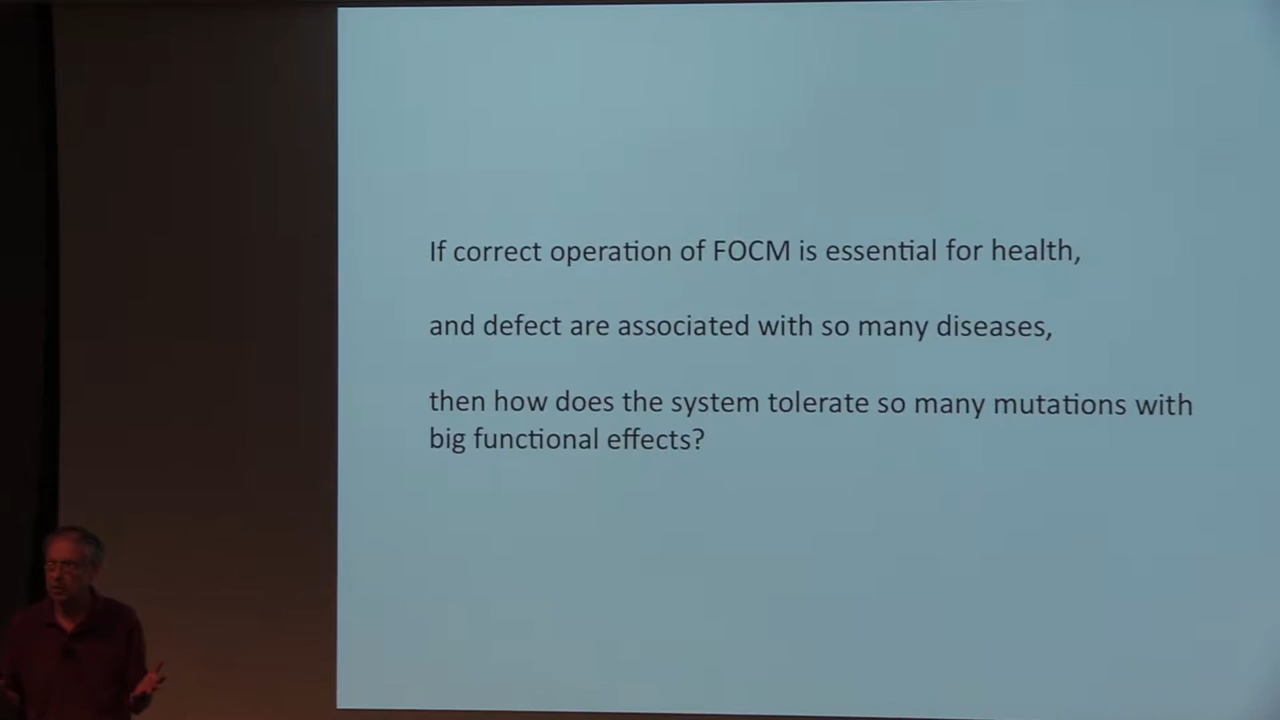 If correct operation of FOCM is essential for health,
and defect are associated with so many diseases,
then how does the system tolerate so many mutations with
big functional effects?